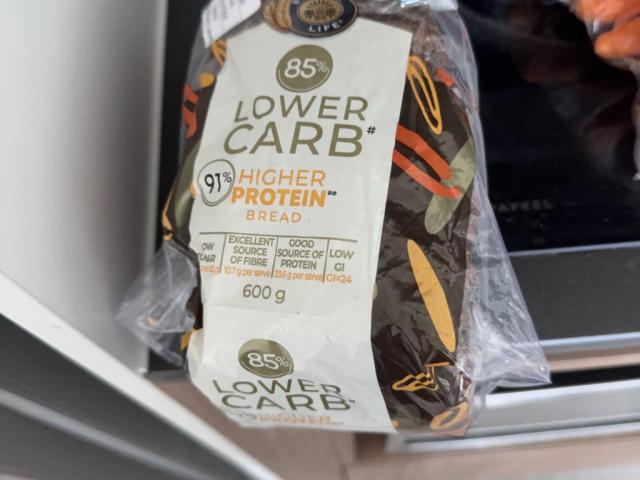 LIFE
85%
LOWER
CARB#
91% HIGHER
PROTEIN##
BREAD
EXCELLENT SOURCE OF FIBRE
10.7 g per serve
GOOD SOURCE OF PROTEIN
23.6 g per serve
LOW GI
GI=24
600 g
85%
LOWER
CARB#